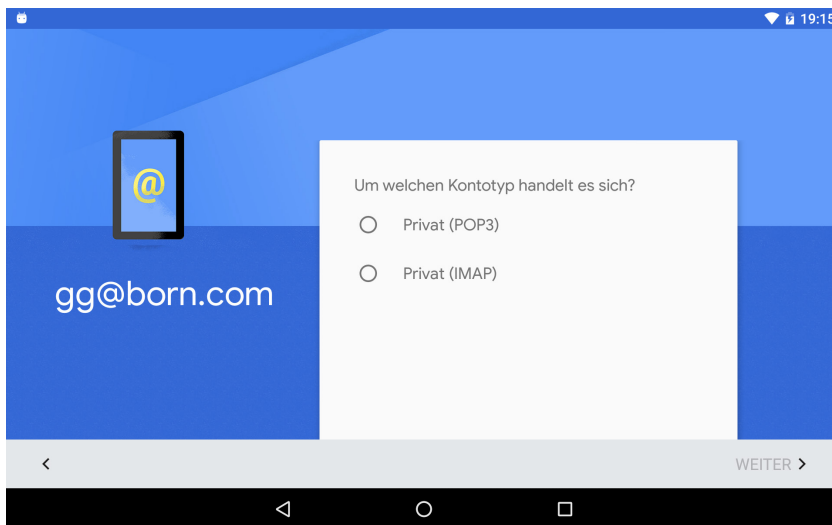 19:15
@
gg@born.com
Um welchen Kontotyp handelt es sich?
Privat (POP3)
Privat (IMAP)
WEITER